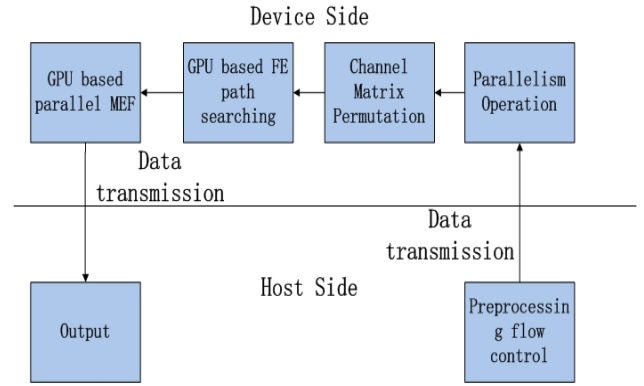 Device Side
GPU based
parallel MEF
GPU based FE
path
searching
Channel
Matrix
Permutation
Parallelism
Operation
Data
transmission
Data
transmission
Host Side
Output
Preprocessin
g flow
control